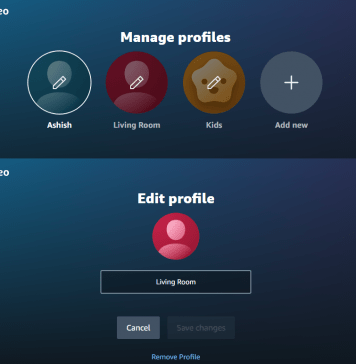 eo
Manage profiles
Ashish Living Room Kids Add new
eo
Edit profile
Living Room
Cancel Save changes
Remove Profile